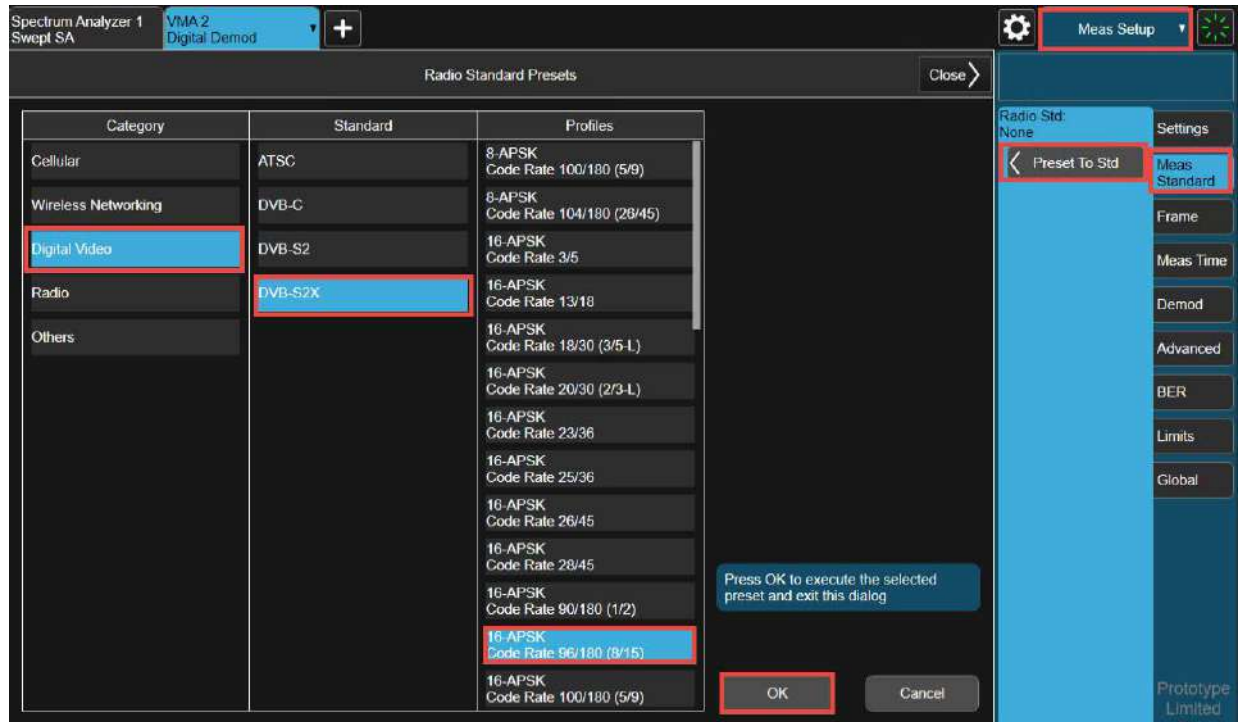 Spectrum Analyzer 1
Swept SA
VMA 2
Digital Demod
+
Meas Setup
Radio Standard Presets
Close
Category
Standard
Profiles
Cellular
Wireless Networking
Digital Video
Radio
Others
ATSC
DVB-C
DVB-S2
DVB-S2X
8-APSK
Code Rate 100/180 (5/9)
8-APSK
Code Rate 104/180 (26/45)
16-APSK
Code Rate 3/5
16-APSK
Code Rate 13/18
16-APSK
Code Rate 18/30 (3/5-L)
16-APSK
Code Rate 20/30 (2/3-L)
16-APSK
Code Rate 23/36
16-APSK
Code Rate 25/36
16-APSK
Code Rate 26/45
16-APSK
Code Rate 28/45
16-APSK
Code Rate 90/180 (1/2)
16-APSK
Code Rate 96/180 (8/15)
16-APSK
Code Rate 100/180 (5/9)
Press OK to execute the selected
preset and exit this dialog
OK
Cancel
Radio Std:
None
Preset To Std
Settings
Meas
Standard
Frame
Meas Time
Demod
Advanced
BER
Limits
Global
Prototype
Limited